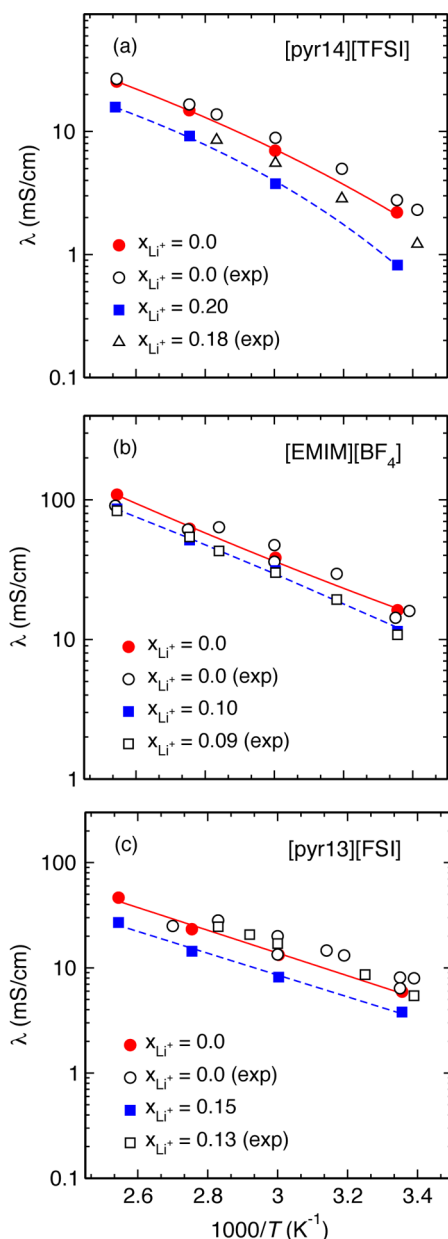 (a)
[pyr14][TFSI]
10
1
0.1
λ (mS/cm)
x_Li⁺ = 0.0
x_Li⁺ = 0.0 (exp)
x_Li⁺ = 0.20
x_Li⁺ = 0.18 (exp)
(b)
[EMIM][BF₄]
100
10
1
λ (mS/cm)
x_Li⁺ = 0.0
x_Li⁺ = 0.0 (exp)
x_Li⁺ = 0.10
x_Li⁺ = 0.09 (exp)
(c)
[pyr13][FSI]
100
10
1
0.1
λ (mS/cm)
x_Li⁺ = 0.0
x_Li⁺ = 0.0 (exp)
x_Li⁺ = 0.15
x_Li⁺ = 0.13 (exp)
2.6 2.8 3 3.2 3.4
1000/T (K⁻¹)